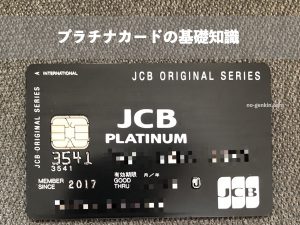 プラチナカードの基礎知識
▲ INTERNATIONAL
JCB ORIGINAL SERIES
no-genkin.com
JCB ORIGINAL SERIES
JCB
PLATINUM
3541
3541
MEMBER SINCE 2017
有効期限 月/年
GOOD THRU
JCB